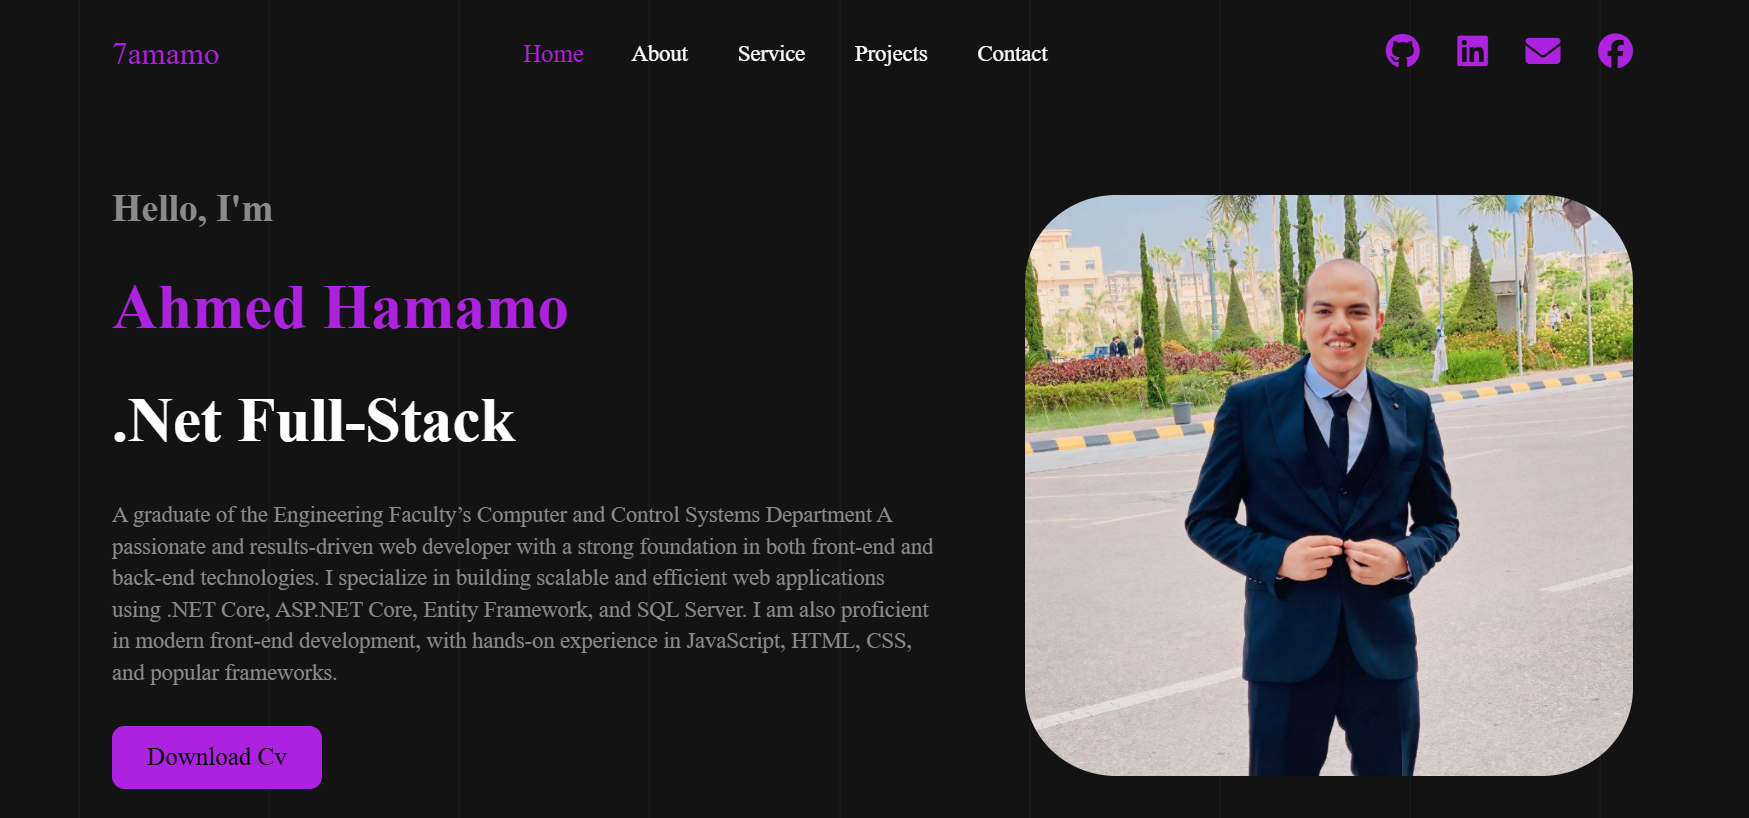 7amamo
Home About Service Projects Contact
Hello, I'm
Ahmed Hamamo
.Net Full-Stack
A graduate of the Engineering Faculty’s Computer and Control Systems Department A
passionate and results-driven web developer with a strong foundation in both front-end and
back-end technologies. I specialize in building scalable and efficient web applications
using .NET Core, ASP.NET Core, Entity Framework, and SQL Server. I am also proficient
in modern front-end development, with hands-on experience in JavaScript, HTML, CSS,
and popular frameworks.
Download Cv